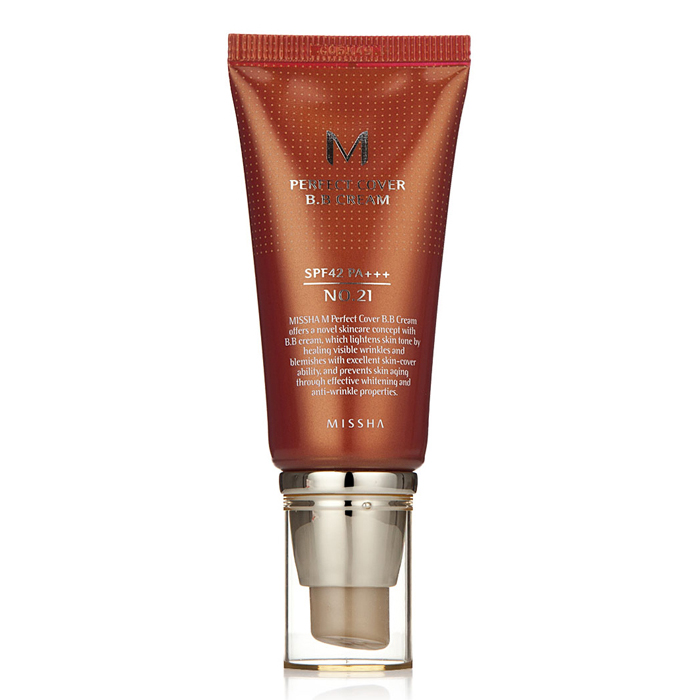 M
PERFECT COVER
B.B CREAM
SPF42 PA+++
NO.21
MISSHA M Perfect Cover B.B Cream
offers a novel skincare concept with
B.B cream, which lightens skin tone by
healing visible wrinkles and
blemishes with excellent skin-cover
ability, and prevents skin aging
through effective whitening and
anti-wrinkle properties.
MISSHA